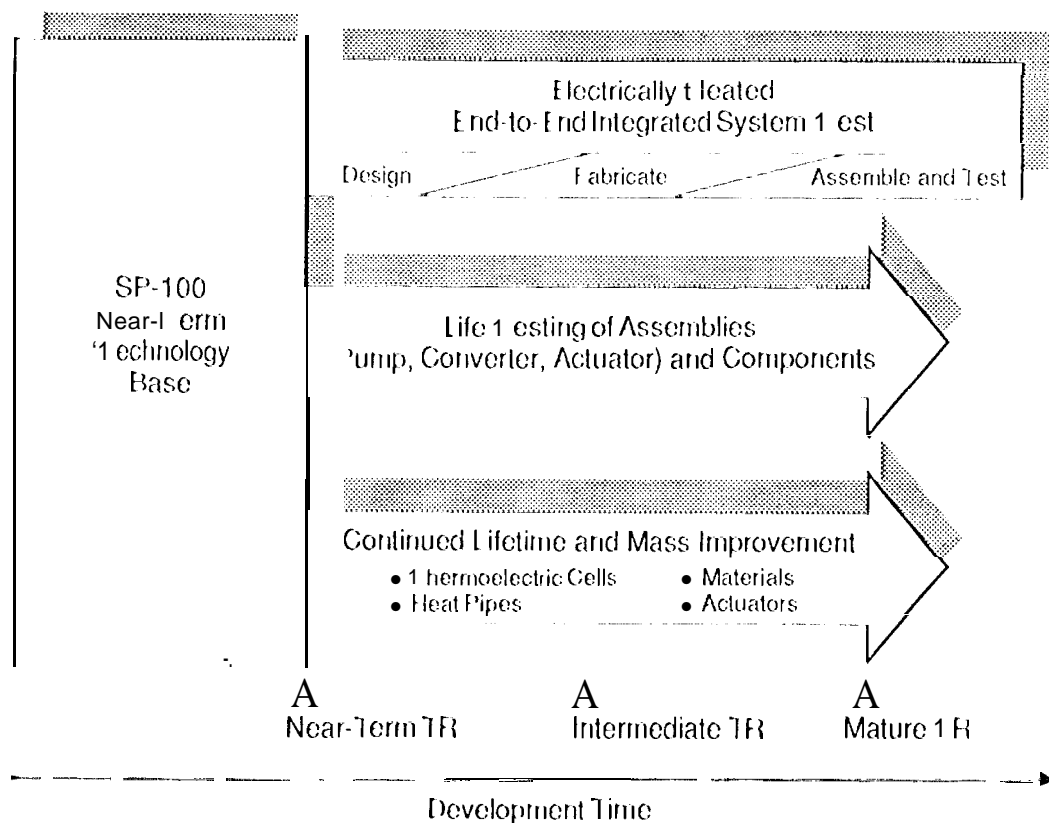 Electrically Heated
End-to-End Integrated System Test
Design
Fabricate
Assemble and Test
SP-100
Near-Term
Technology
Base
Life Testing of Assemblies
Pump, Converter, Actuator) and Components
Continued Lifetime and Mass Improvement
• Thermoelectric Cells
• Materials
• Heat Pipes
• Actuators
A
A
A
Near-Term TR
Intermediate TR
Mature TR
Development Time